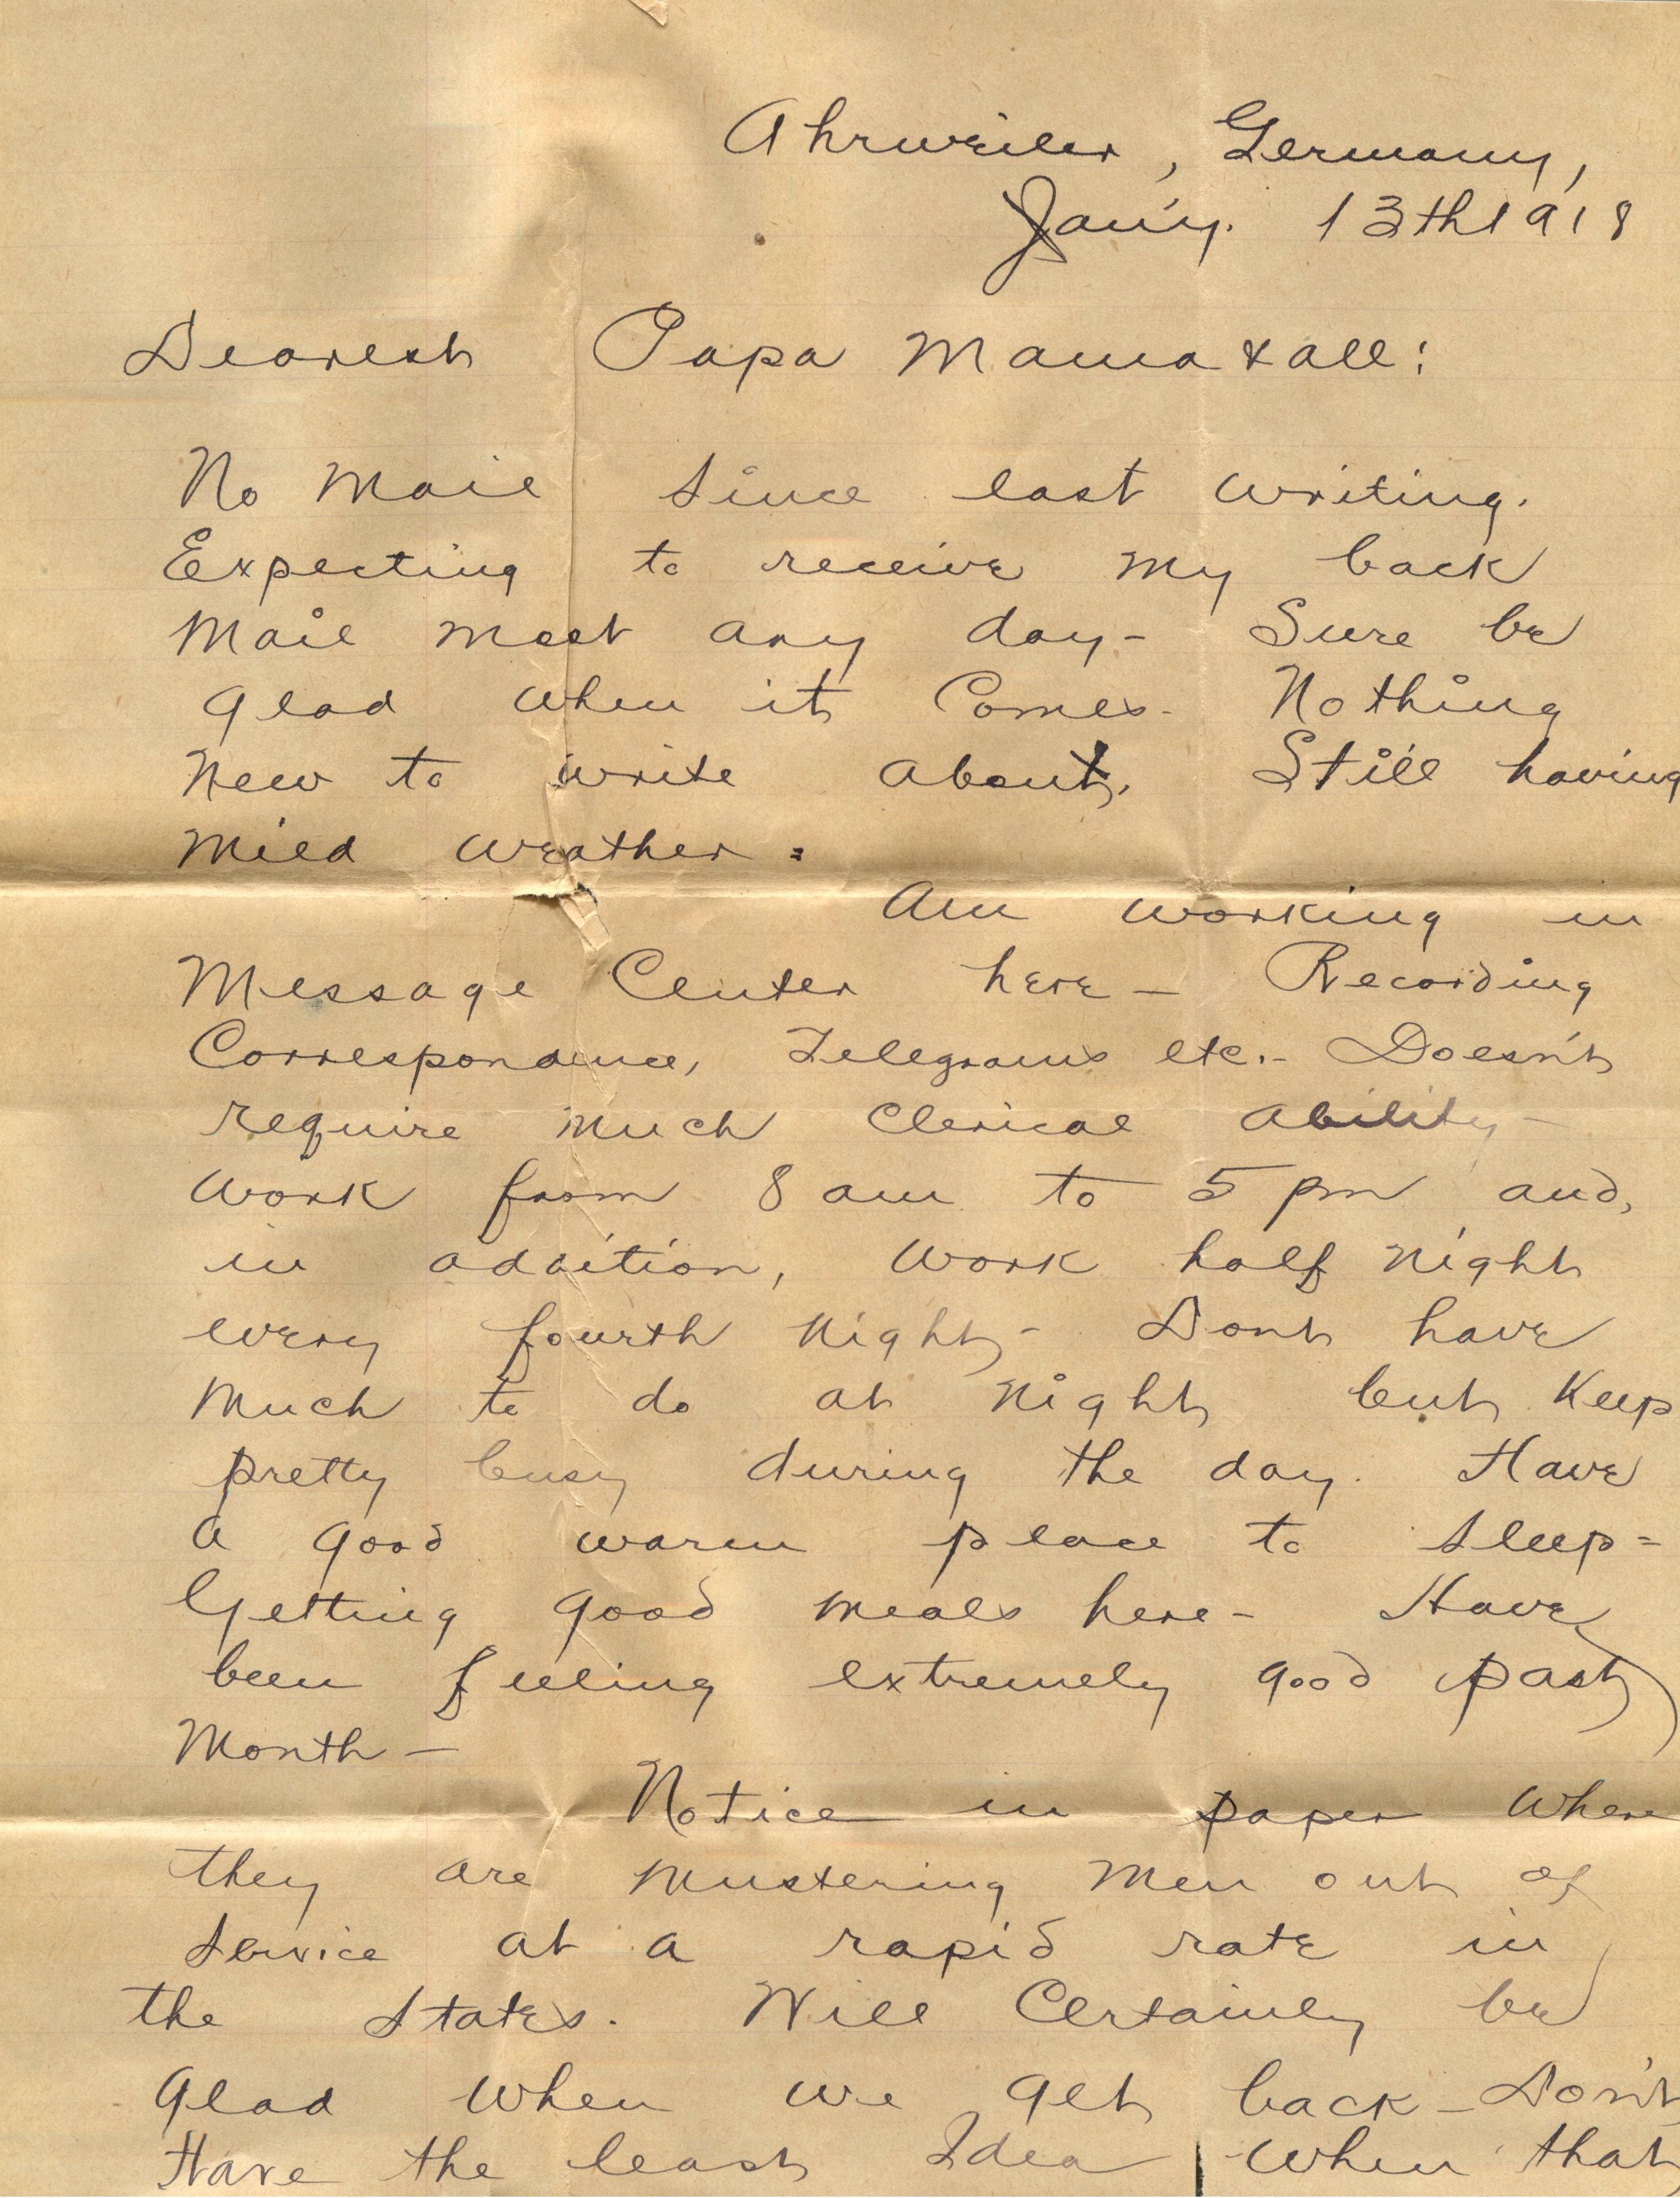 Ahrweiler, Germany,
Jan'y. 13th 1918
Dearest Papa Mama & all:
No mail since last writing.
Expecting to receive my back
mail most any day - Sure be
glad when it comes - Nothing
new to write about. Still having
mild weather =
Am working in
Message Center here - Recording
Correspondence, Telegrams etc. - Doesn't
require much clerical ability -
Work from 8 am to 5 pm and,
in addition, work half night
every fourth night - Dont have
much to do at night but keep
pretty busy during the day. Have
a good warm place to sleep =
Getting good meals here - Have
been feeling extremely good past
month -
Notice in paper where
they are mustering men out of
service at a rapid rate in
the States. Will certainly be
glad when we get back - Don't
Have the least Idea when that